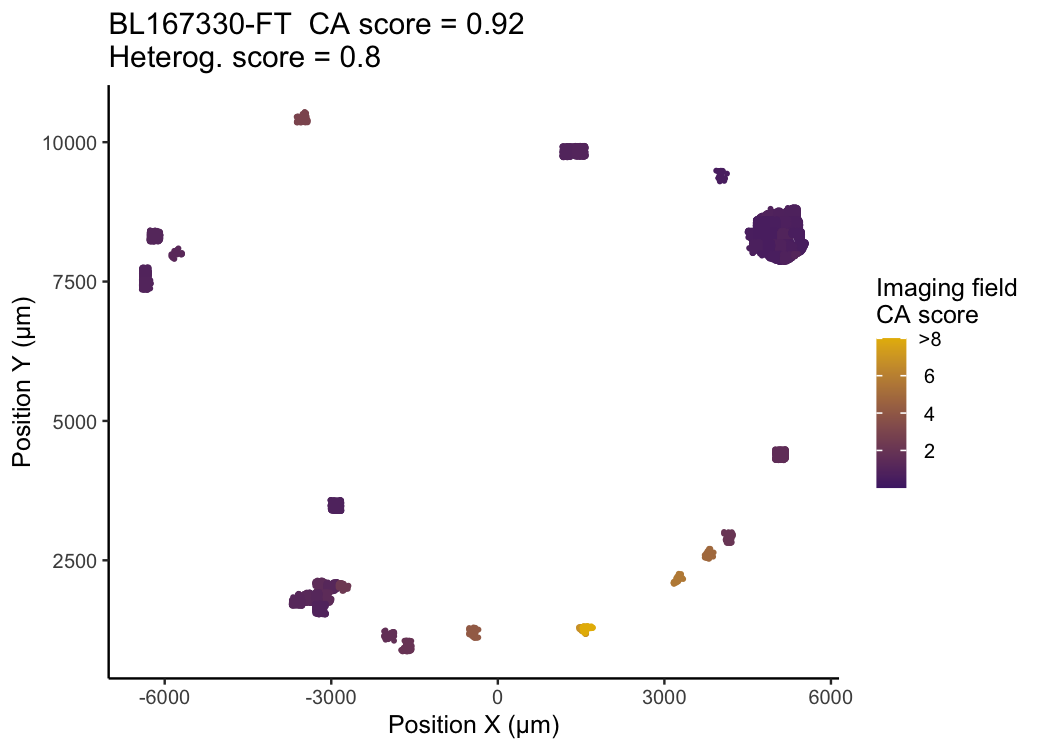 BL167330-FT  CA score = 0.92
Heterog. score = 0.8
10000
7500
5000
2500
Position Y (µm)
-6000
-3000
0
3000
6000
Position X (µm)
Imaging field
CA score
>8
6
4
2